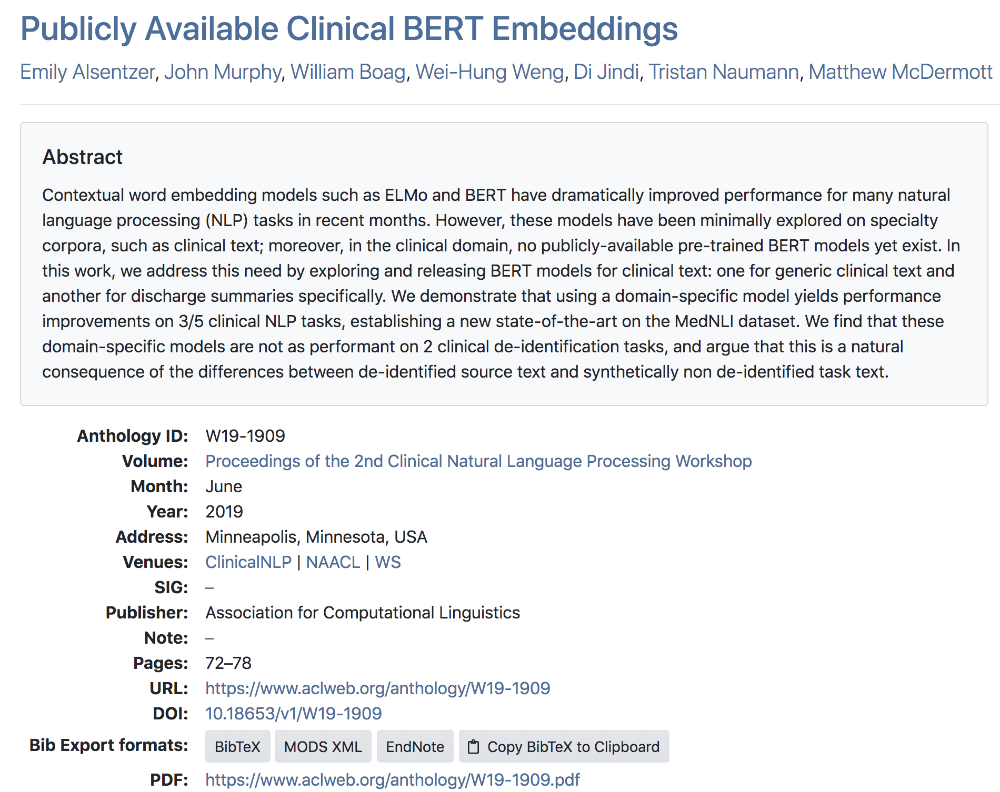 Publicly Available Clinical BERT Embeddings
Emily Alsentzer, John Murphy, William Boag, Wei-Hung Weng, Di Jindi, Tristan Naumann, Matthew McDermott
Abstract
Contextual word embedding models such as ELMo and BERT have dramatically improved performance for many natural
language processing (NLP) tasks in recent months. However, these models have been minimally explored on specialty
corpora, such as clinical text; moreover, in the clinical domain, no publicly-available pre-trained BERT models yet exist. In
this work, we address this need by exploring and releasing BERT models for clinical text: one for generic clinical text and
another for discharge summaries specifically. We demonstrate that using a domain-specific model yields performance
improvements on 3/5 clinical NLP tasks, establishing a new state-of-the-art on the MedNLI dataset. We find that these
domain-specific models are not as performant on 2 clinical de-identification tasks, and argue that this is a natural
consequence of the differences between de-identified source text and synthetically non de-identified task text.
Anthology ID: W19-1909
Volume: Proceedings of the 2nd Clinical Natural Language Processing Workshop
Month: June
Year: 2019
Address: Minneapolis, Minnesota, USA
Venues: ClinicalNLP | NAACL | WS
SIG: –
Publisher: Association for Computational Linguistics
Note: –
Pages: 72–78
URL: https://www.aclweb.org/anthology/W19-1909
DOI: 10.18653/v1/W19-1909
Bib Export formats: BibTeX MODS XML EndNote Copy BibTeX to Clipboard
PDF: https://www.aclweb.org/anthology/W19-1909.pdf